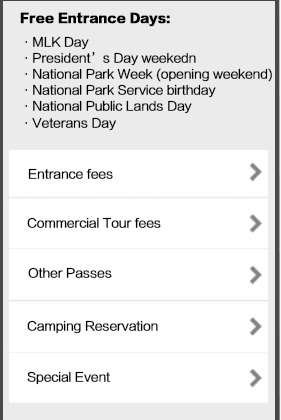 Free Entrance Days:
· MLK Day
· President’s Day weekedn
· National Park Week (opening weekend)
· National Park Service birthday
· National Public Lands Day
· Veterans Day
Entrance fees
Commercial Tour fees
Other Passes
Camping Reservation
Special Event